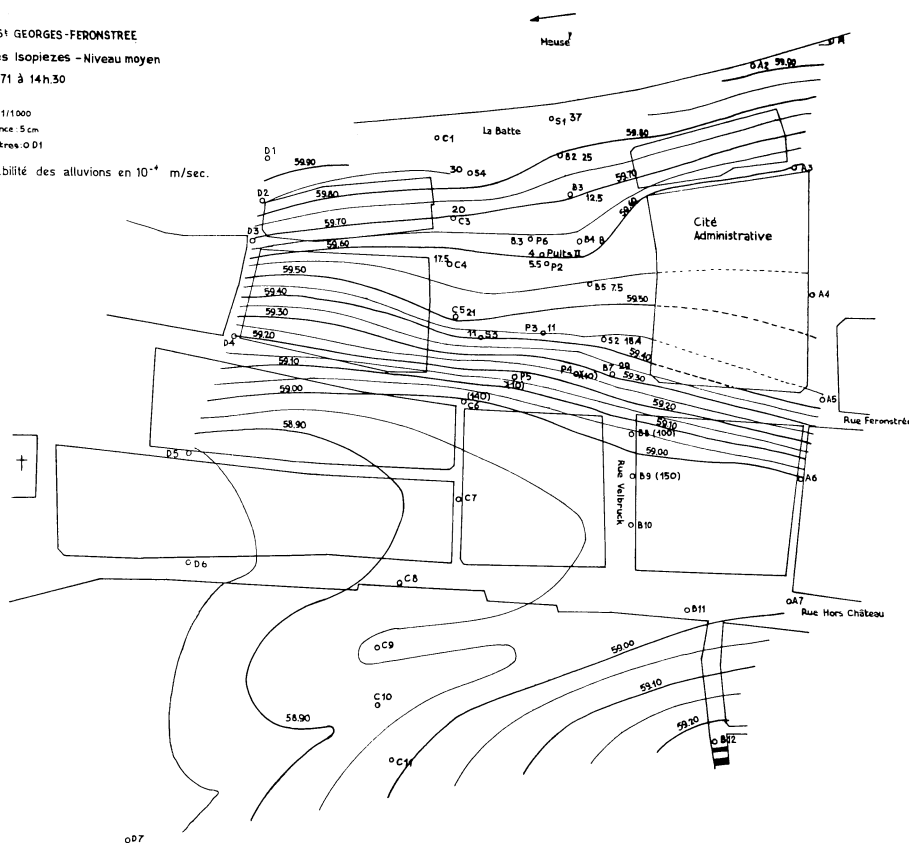 St GEORGES-FERONSTREE
es Isopiezes - Niveau moyen
71 à 14h.30
1/1000
nce: 5 cm
tres: O D1
bilité des alluvions en 10⁻⁴ m/sec.
Meuse
A2 59.90
La Batte
S1 37
C1
59.80
D1
B2 25
59.90
30 S4
A3
D2
59.80
B3
12.5
59.70
59.60
20
C3
59.70
Cité
Administrative
D3
59.60
B.3 P6
B4 8
4 Puits II
17.5
C4
5.5 P2
59.50
B5 7.5
59.50
A4
59.40
C5 21
59.30
P3 11
11 S3
S2 18.4
59.40
D4
59.20
59.10
P4
B7
59.30
P5
59.00
(140)
C6
59.20
A5
59.10
Rue Feronstrée
58.90
B8 (100)
59.00
D5
B9 (150)
A6
Rue Velbruck
C7
B10
D6
C8
B11
A7
Rue Hors Château
C9
59.00
C10
59.10
58.90
59.20
B12
C11
D7